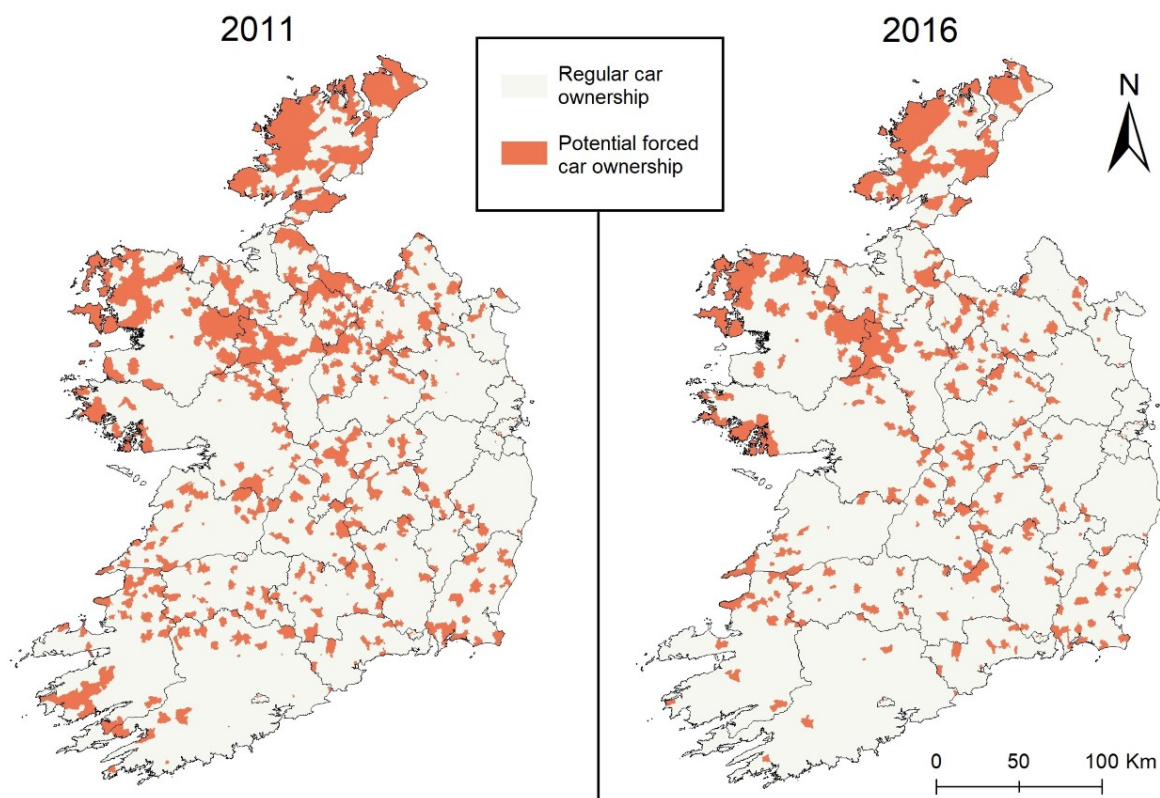 2011
2016
Regular car
ownership
Potential forced
car ownership
N
0 50 100 Km